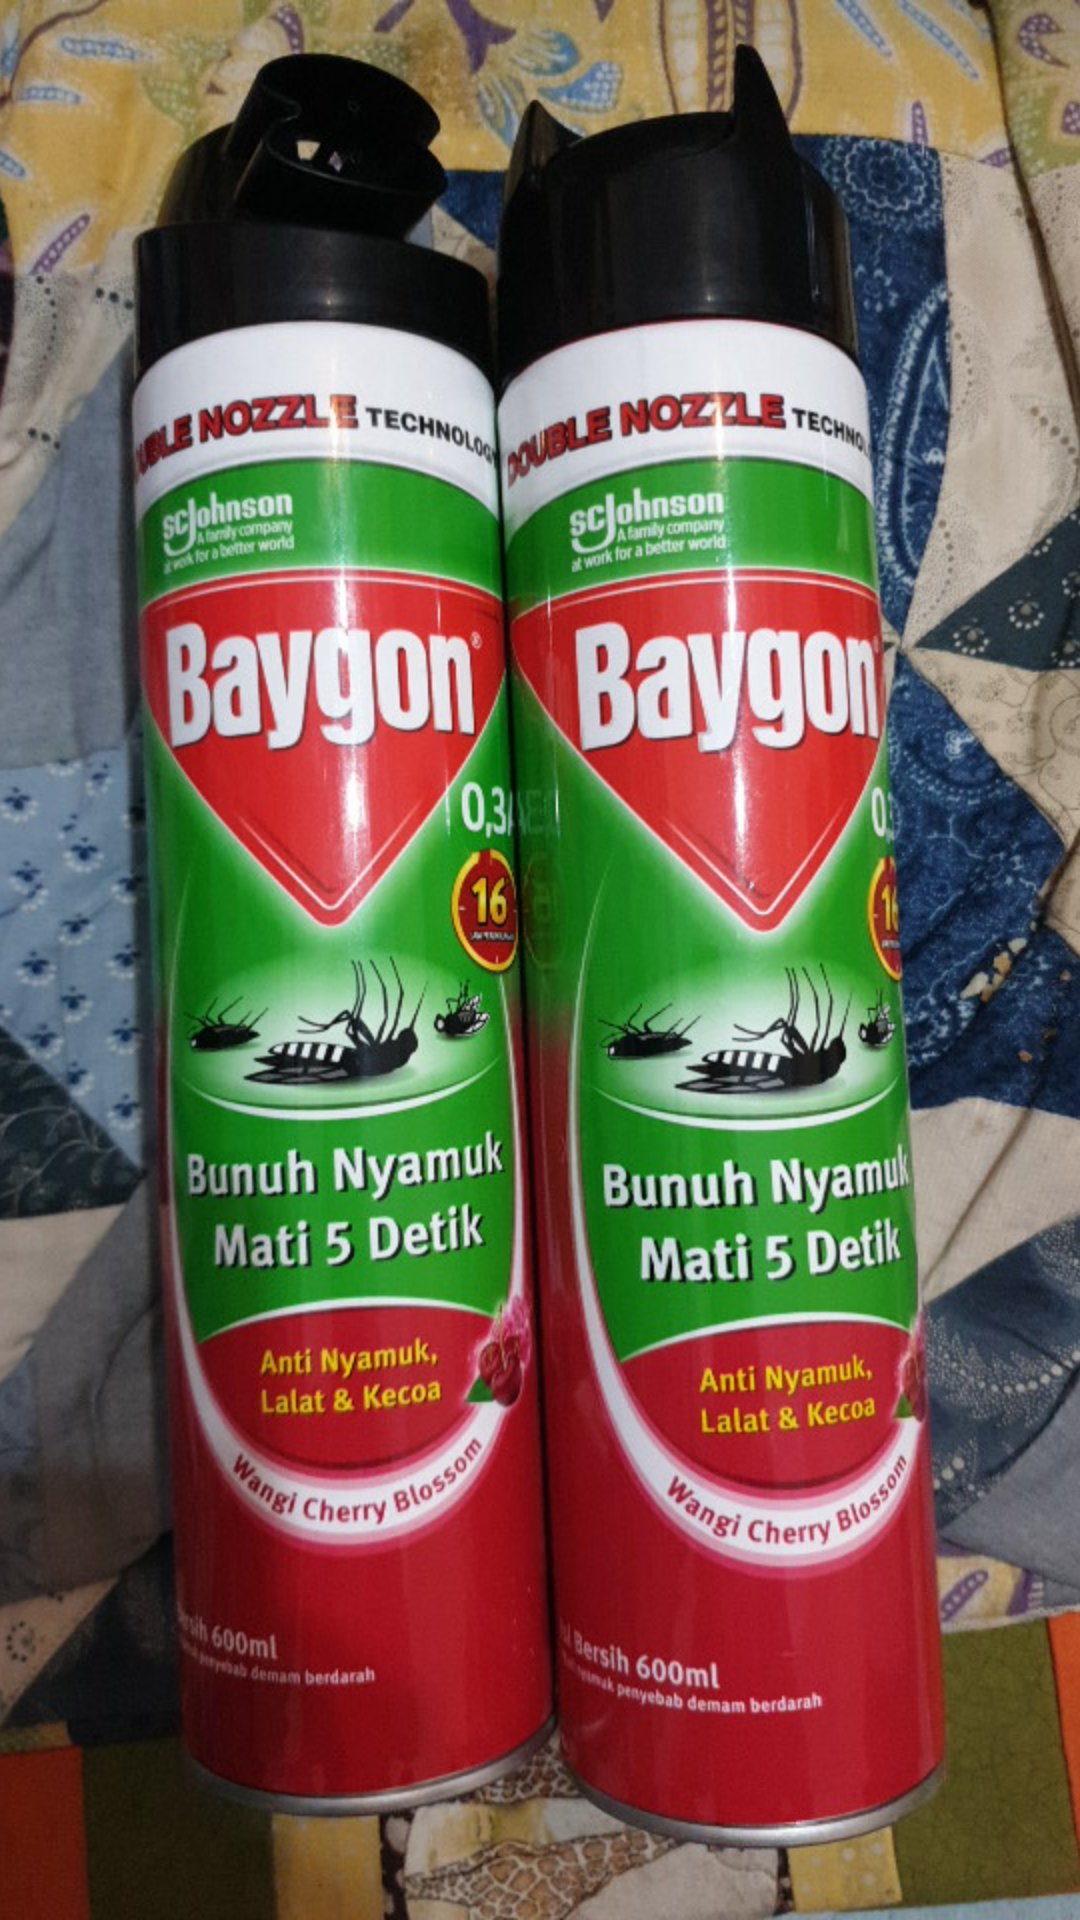 DOUBLE NOZZLE TECHNOLOGY
scjohnson
A family company
at work for a better world
Baygon®
0,3
16
Bunuh Nyamuk
Mati 5 Detik
Anti Nyamuk,
Lalat & Kecoa
Wangi Cherry Blossom
600ml
penyebab demam berdarah
DOUBLE NOZZLE
scjohnson
A family company
at work for a better world
Baygon
Bunuh Nyamuk
Mati 5 Detik
Anti Nyamuk,
Lalat & Kecoa
Wangi Cherry Blossom
Bersih 600ml
nyamuk penyebab demam berdarah